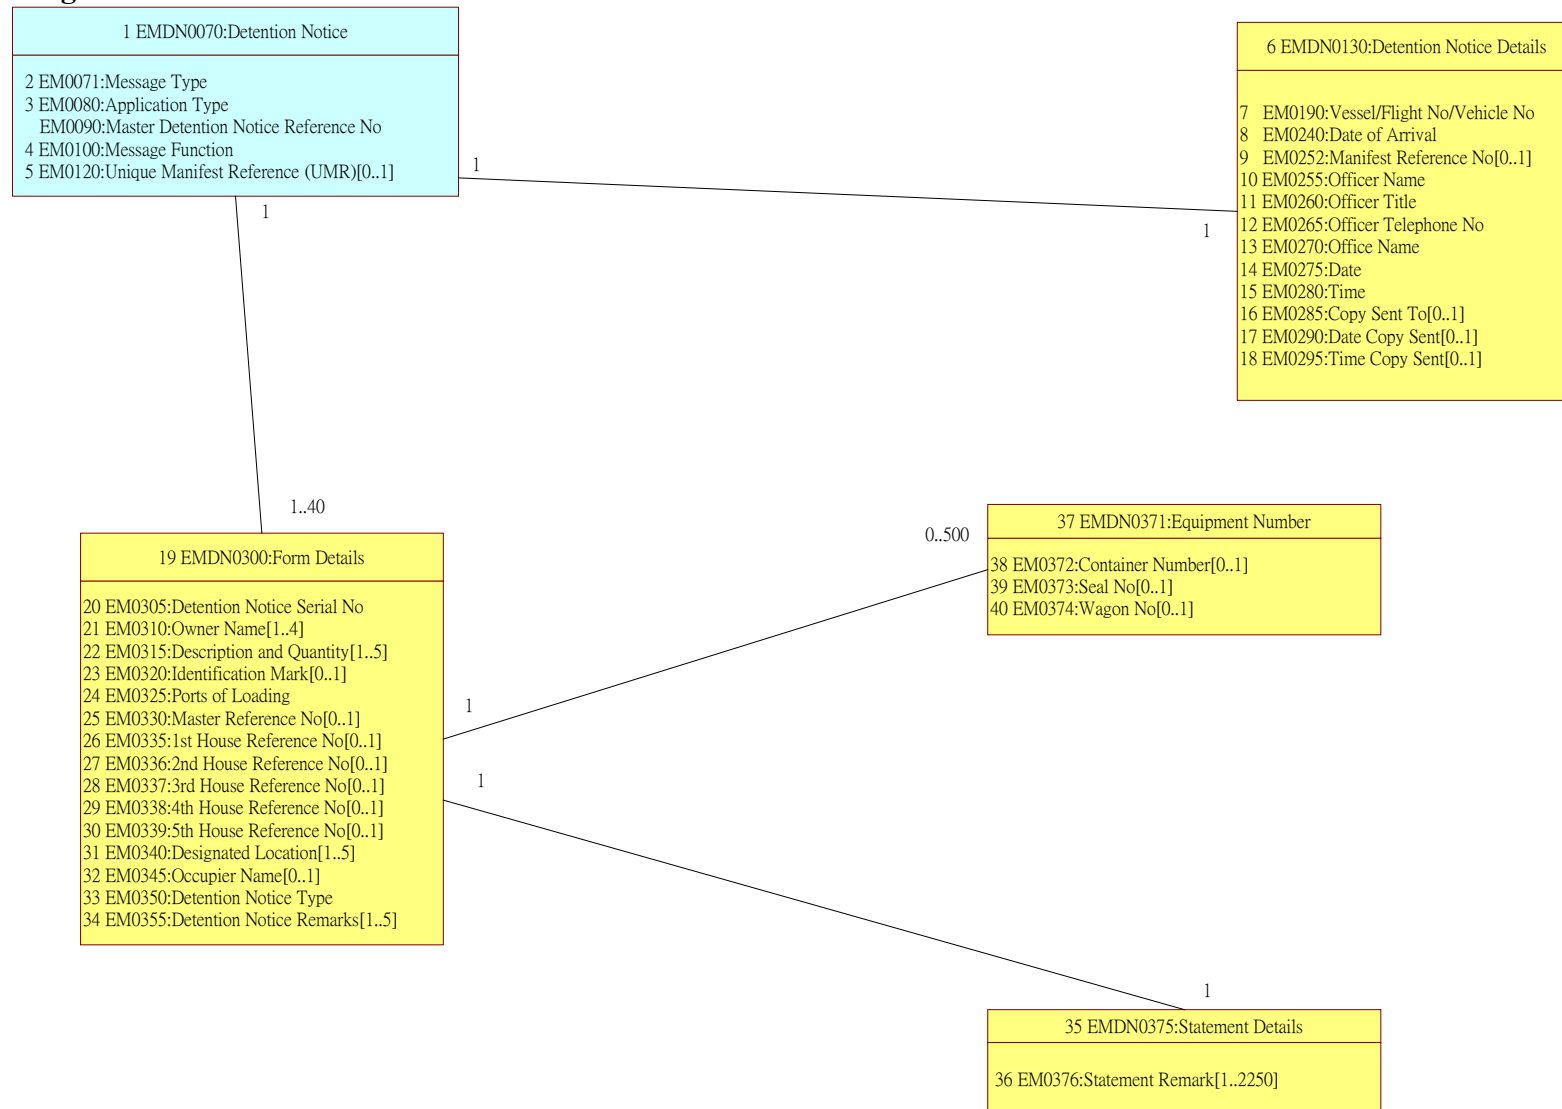 1 EMDN0070:Detention Notice
2 EM0071:Message Type
3 EM0080:Application Type
EM0090:Master Detention Notice Reference No
4 EM0100:Message Function
5 EM0120:Unique Manifest Reference (UMR)[0..1]
1
1
1
6 EMDN0130:Detention Notice Details
7 EM0190:Vessel/Flight No/Vehicle No
8 EM0240:Date of Arrival
9 EM0252:Manifest Reference No[0..1]
10 EM0255:Officer Name
11 EM0260:Officer Title
12 EM0265:Officer Telephone No
13 EM0270:Office Name
14 EM0275:Date
15 EM0280:Time
16 EM0285:Copy Sent To[0..1]
17 EM0290:Date Copy Sent[0..1]
18 EM0295:Time Copy Sent[0..1]
1..40
19 EMDN0300:Form Details
20 EM0305:Detention Notice Serial No
21 EM0310:Owner Name[1..4]
22 EM0315:Description and Quantity[1..5]
23 EM0320:Identification Mark[0..1]
24 EM0325:Ports of Loading
25 EM0330:Master Reference No[0..1]
26 EM0335:1st House Reference No[0..1]
27 EM0336:2nd House Reference No[0..1]
28 EM0337:3rd House Reference No[0..1]
29 EM0338:4th House Reference No[0..1]
30 EM0339:5th House Reference No[0..1]
31 EM0340:Designated Location[1..5]
32 EM0345:Occupier Name[0..1]
33 EM0350:Detention Notice Type
34 EM0355:Detention Notice Remarks[1..5]
1
1
0..500
37 EMDN0371:Equipment Number
38 EM0372:Container Number[0..1]
39 EM0373:Seal No[0..1]
40 EM0374:Wagon No[0..1]
1
35 EMDN0375:Statement Details
36 EM0376:Statement Remark[1..2250]